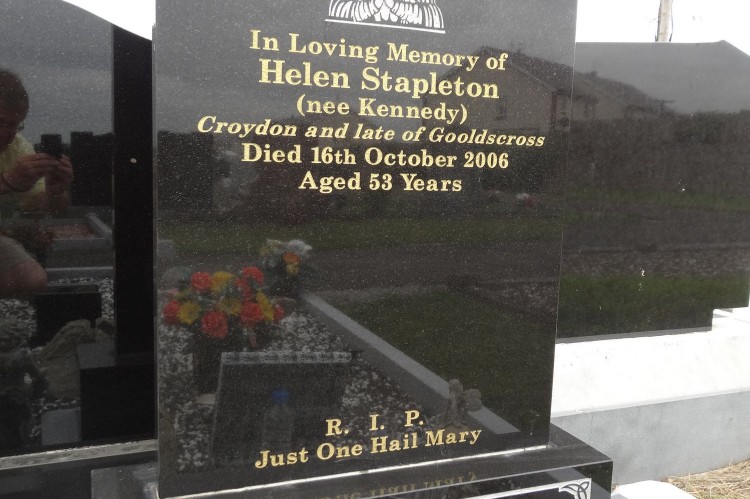 In Loving Memory of
Helen Stapleton
(nee Kennedy)
Croydon and late of Gooldscross
Died 16th October 2006
Aged 53 Years
R. I. P.
Just One Hail Mary